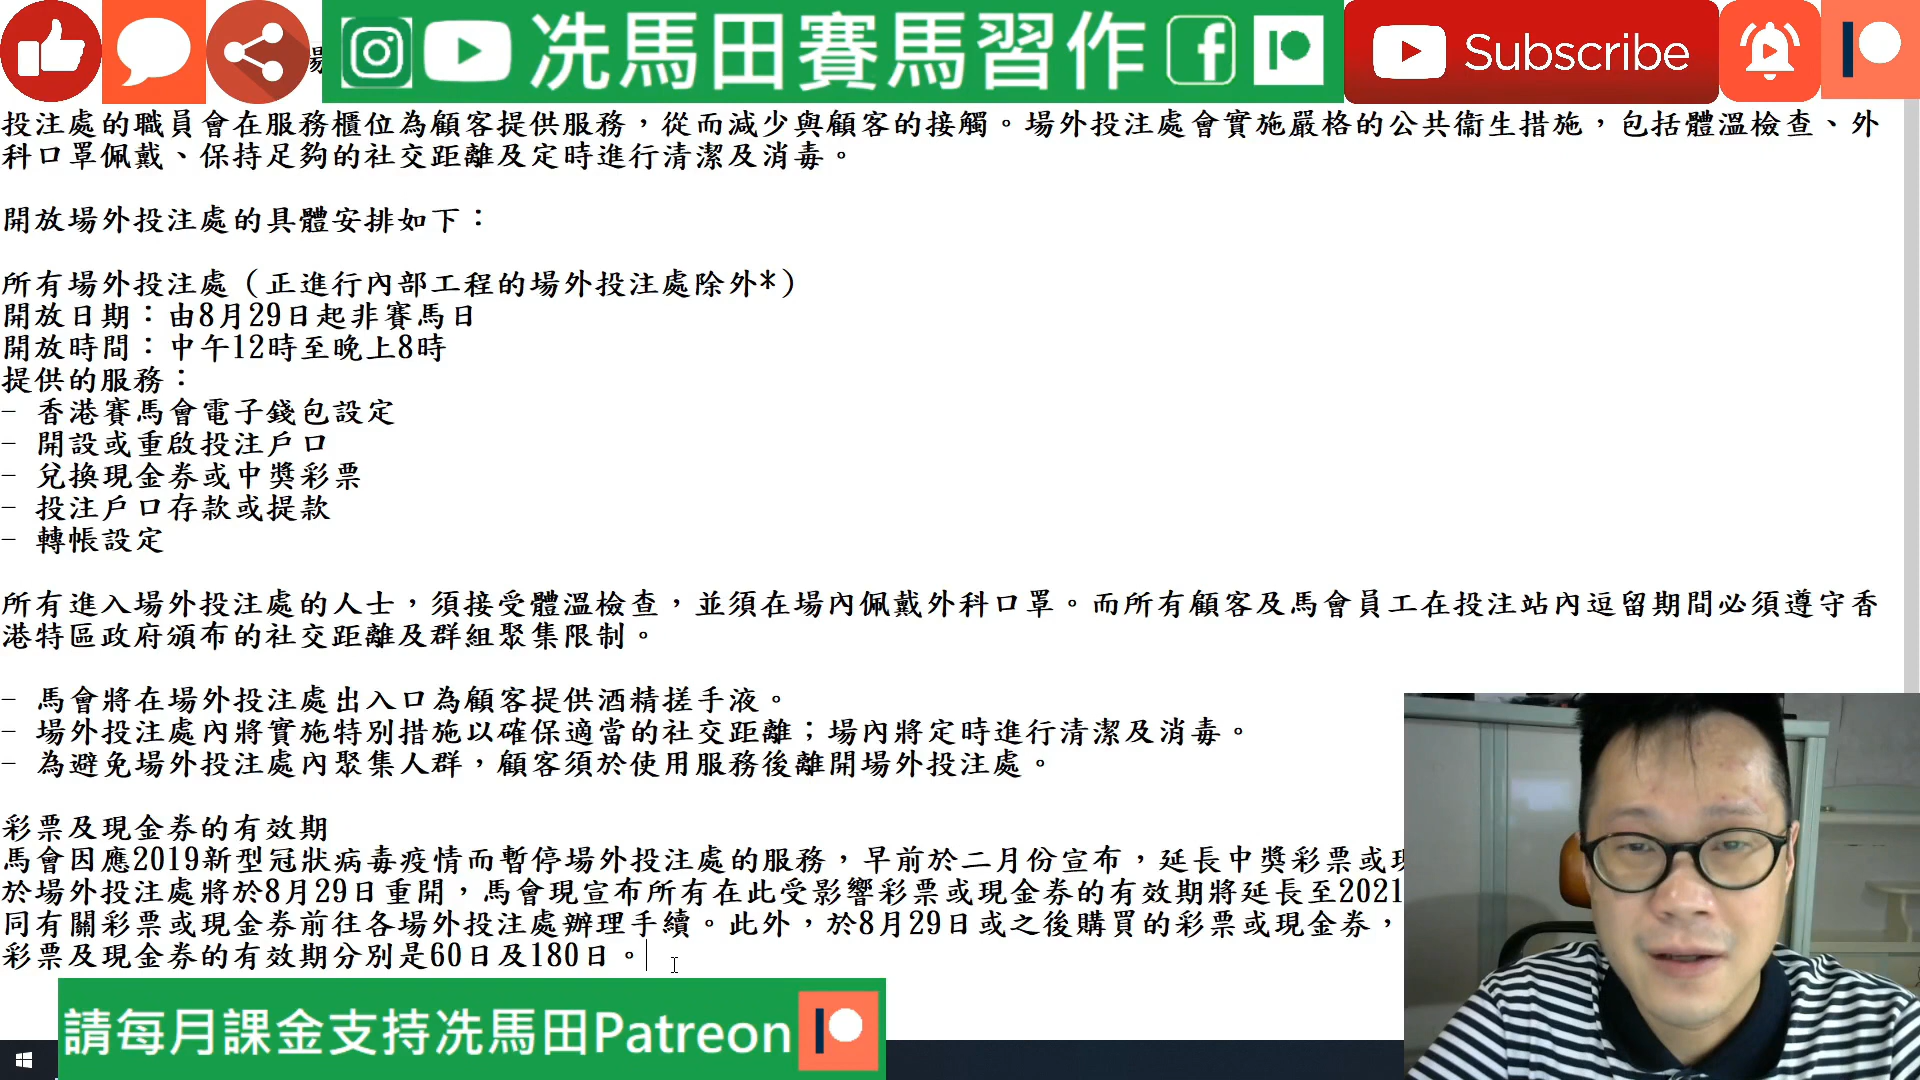 冼馬田賽馬習作
Subscribe
投注處的職員會在服務櫃位為顧客提供服務，從而減少與顧客的接觸。場外投注處會實施嚴格的公共衞生措施，包括體溫檢查、外
科口罩佩戴、保持足夠的社交距離及定時進行清潔及消毒。
開放場外投注處的具體安排如下：
所有場外投注處（正進行內部工程的場外投注處除外*）
開放日期：由8月29日起非賽馬日
開放時間：中午12時至晚上8時
提供的服務：
- 香港賽馬會電子錢包設定
- 開設或重啟投注戶口
- 兌換現金券或中獎彩票
- 投注戶口存款或提款
- 轉帳設定
所有進入場外投注處的人士，須接受體溫檢查，並須在場內佩戴外科口罩。而所有顧客及馬會員工在投注站內逗留期間必須遵守香
港特區政府頒布的社交距離及群組聚集限制。
- 馬會將在場外投注處出入口為顧客提供酒精搓手液。
- 場外投注處內將實施特別措施以確保適當的社交距離；場內將定時進行清潔及消毒。
- 為避免場外投注處內聚集人群，顧客須於使用服務後離開場外投注處。
彩票及現金券的有效期
馬會因應2019新型冠狀病毒疫情而暫停場外投注處的服務，早前於二月份宣布，延長中獎彩票或
於場外投注處將於8月29日重開，馬會現宣布所有在此受影響彩票或現金券的有效期將延長至2021
同有關彩票或現金券前往各場外投注處辦理手續。此外，於8月29日或之後購買的彩票或現金券，
彩票及現金券的有效期分別是60日及180日。
請每月課金支持冼馬田Patreon